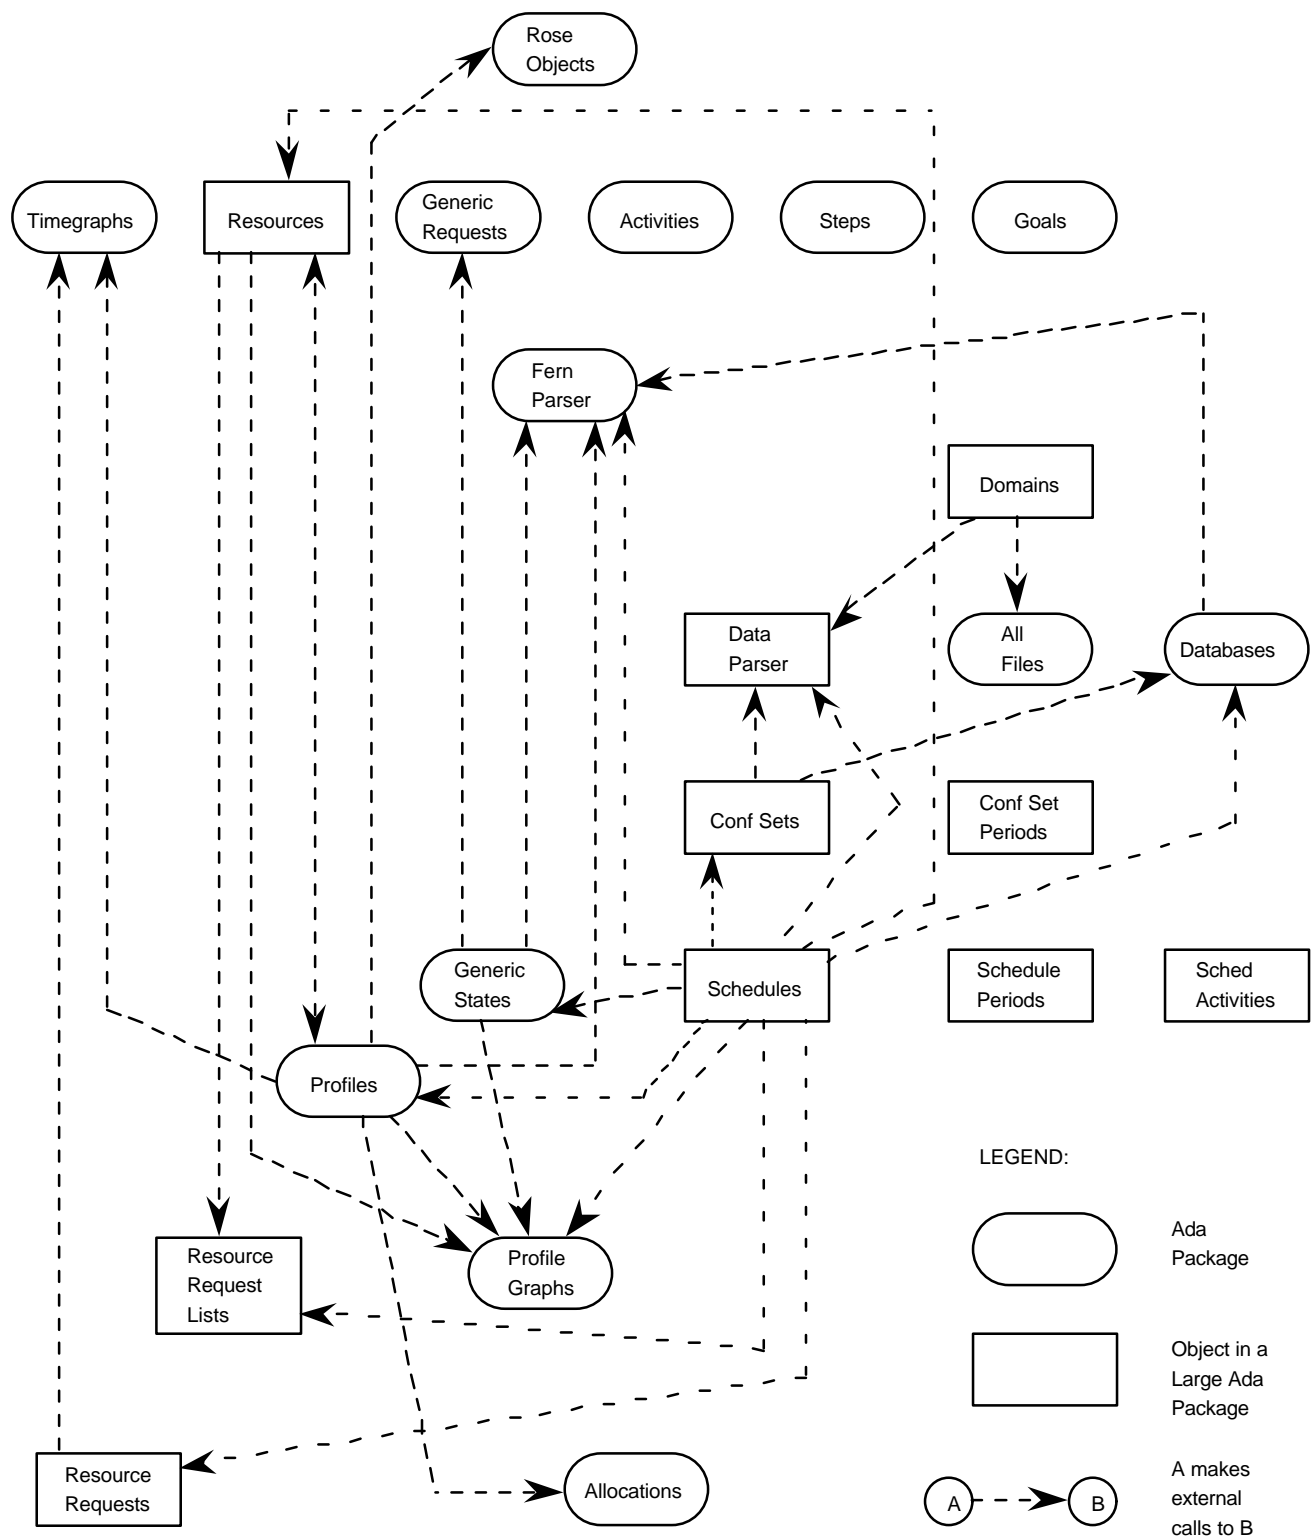 Rose
Objects
Timegraphs
Resources
Generic
Requests
Activities
Steps
Goals
Fern
Parser
Domains
Data
Parser
All
Files
Databases
Conf Sets
Conf Set
Periods
Generic
States
Schedules
Schedule
Periods
Sched
Activities
Profiles
LEGEND:
Ada
Package
Resource
Request
Lists
Profile
Graphs
Object in a
Large Ada
Package
Resource
Requests
Allocations
A
B
A makes
external
calls to B